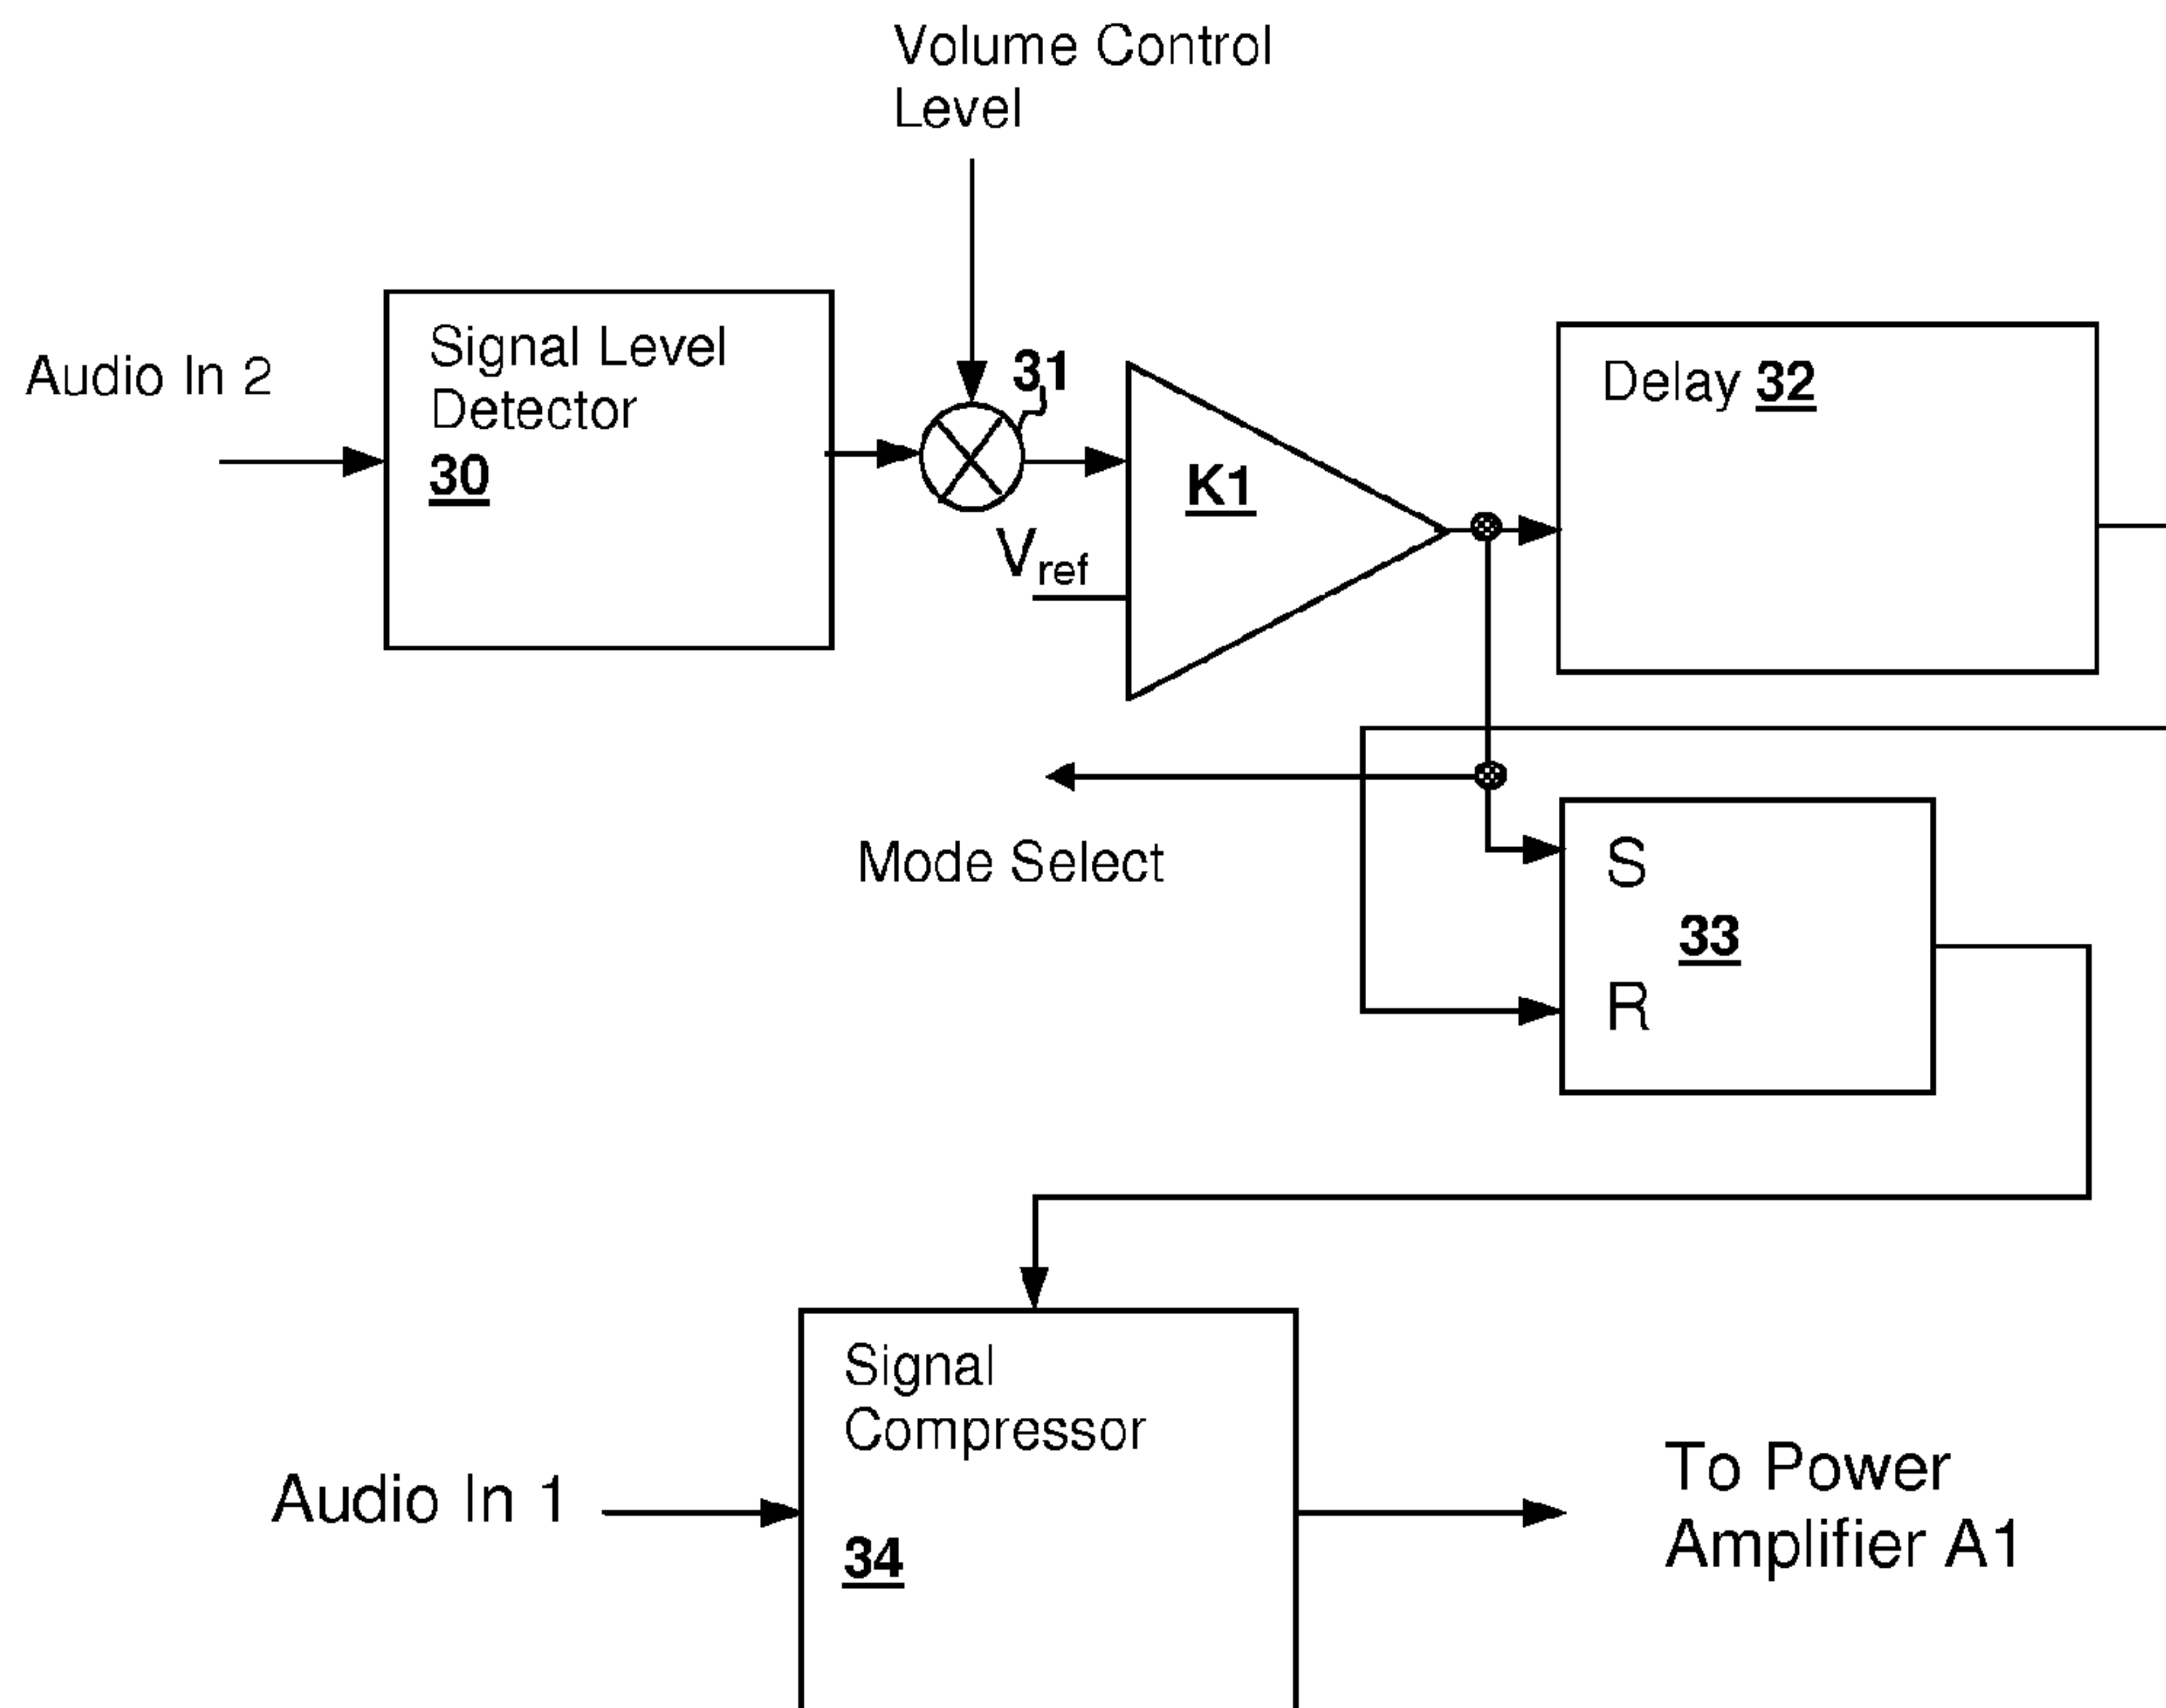 Volume Control
Level
Audio In 2
Signal Level
Detector
30
31
Vref
K1
Delay 32
Mode Select
S
33
R
Signal
Compressor
34
Audio In 1
To Power
Amplifier A1